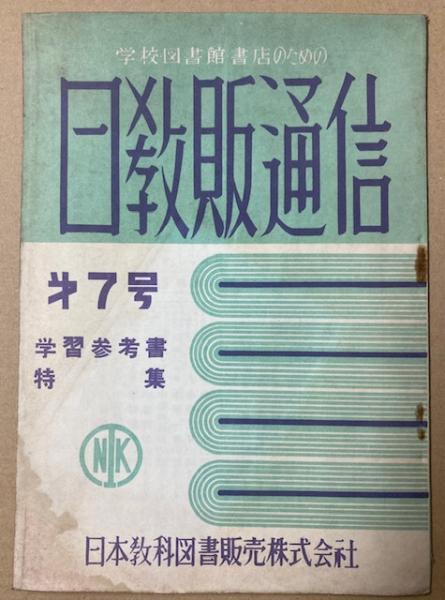 学校図書館書店のための
日教販通信
才7号
学習参考書
特集
NIK
日本教科図書販売株式会社